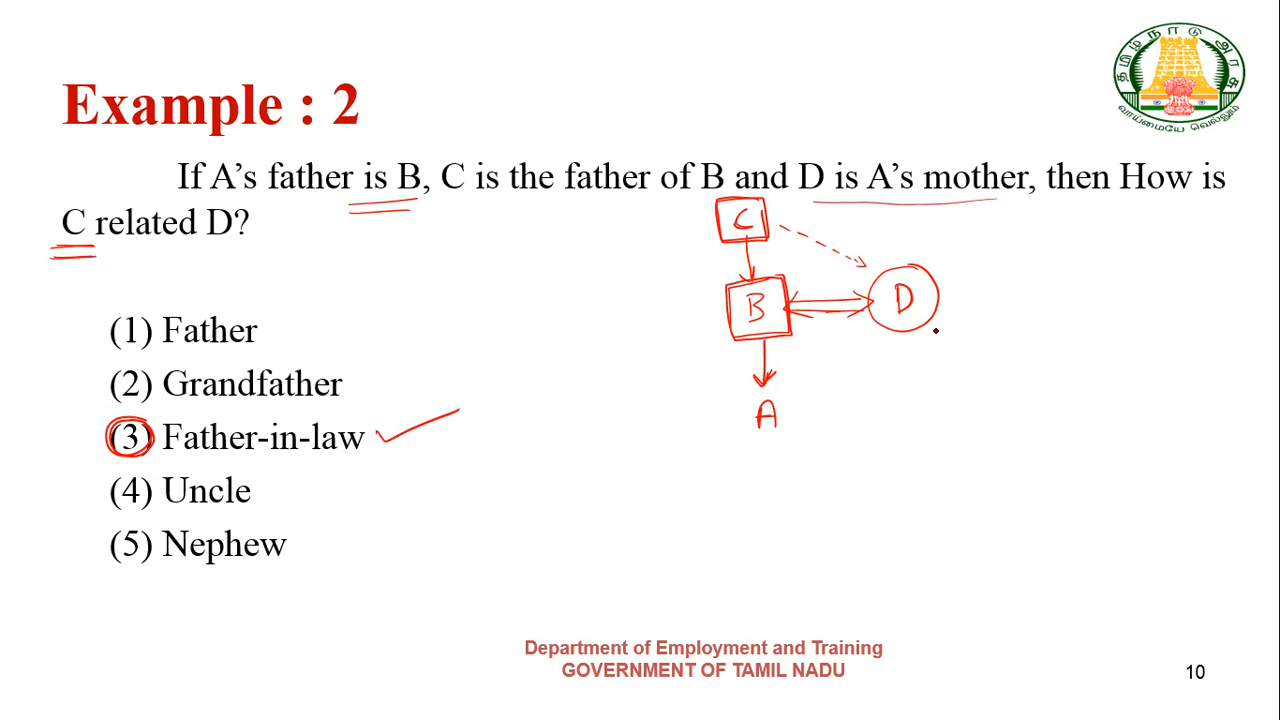 Example : 2
தமிழ்நாடு அரசு
வாய்மையே வெல்லும்
If A’s father is B, C is the father of B and D is A’s mother, then How is
C related D?
C
B
D
A
(1) Father
(2) Grandfather
(3) Father-in-law
(4) Uncle
(5) Nephew
Department of Employment and Training
GOVERNMENT OF TAMIL NADU
10